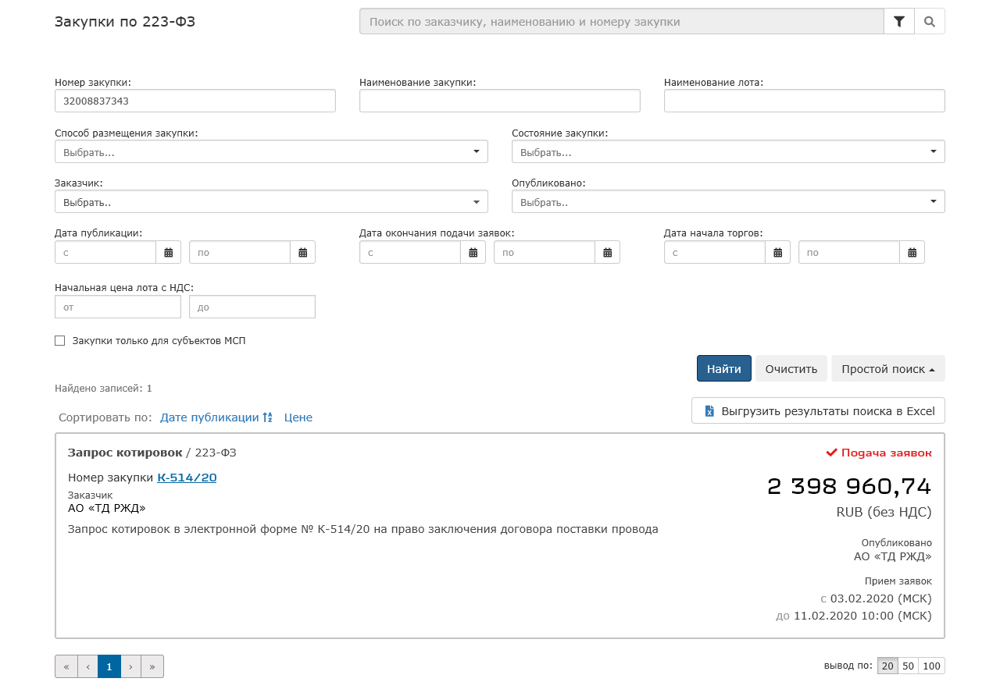 Закупки по 223-ФЗ
Поиск по заказчику, наименованию и номеру закупки
Номер закупки: Наименование закупки: Наименование лота:
32008837343
Способ размещения закупки: Состояние закупки:
Выбрать... Выбрать...
Заказчик: Опубликовано:
Выбрать.. Выбрать..
Дата публикации: Дата окончания подачи заявок: Дата начала торгов:
с по с по с по
Начальная цена лота с НДС:
от до
Закупки только для субъектов МСП
Найти Очистить Простой поиск
Найдено записей: 1
Сортировать по: Дате публикации Цене Выгрузить результаты поиска в Excel
Запрос котировок / 223-ФЗ Подача заявок
Номер закупки К-514/20
Заказчик
АО «ТД РЖД»
Запрос котировок в электронной форме № К-514/20 на право заключения договора поставки провода
2 398 960,74
RUB (без НДС)
Опубликовано
АО «ТД РЖД»
Прием заявок
с 03.02.2020 (МСК)
до 11.02.2020 10:00 (МСК)
« ‹ 1 › » вывод по: 20 50 100